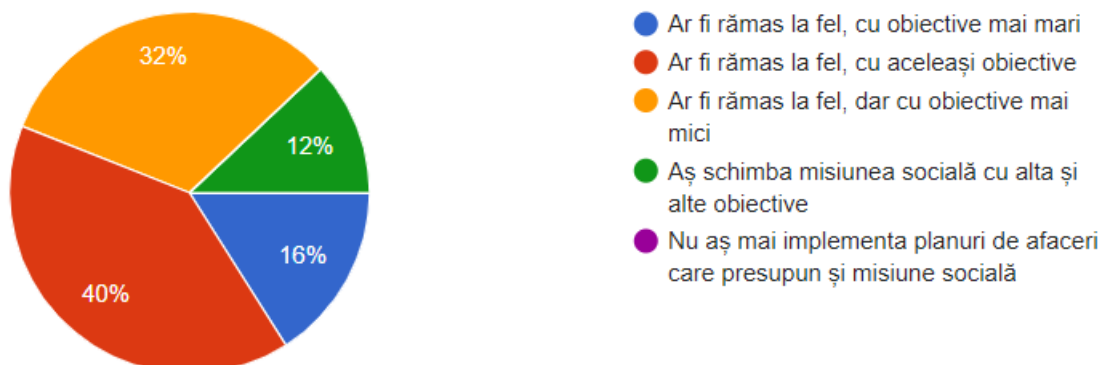 32%
12%
16%
40%
Ar fi rămas la fel, cu obiective mai mari
Ar fi rămas la fel, cu aceleași obiective
Ar fi rămas la fel, dar cu obiective mai
mici
Aș schimba misiunea socială cu alta și
alte obiective
Nu aș mai implementa planuri de afaceri
care presupun și misiune socială